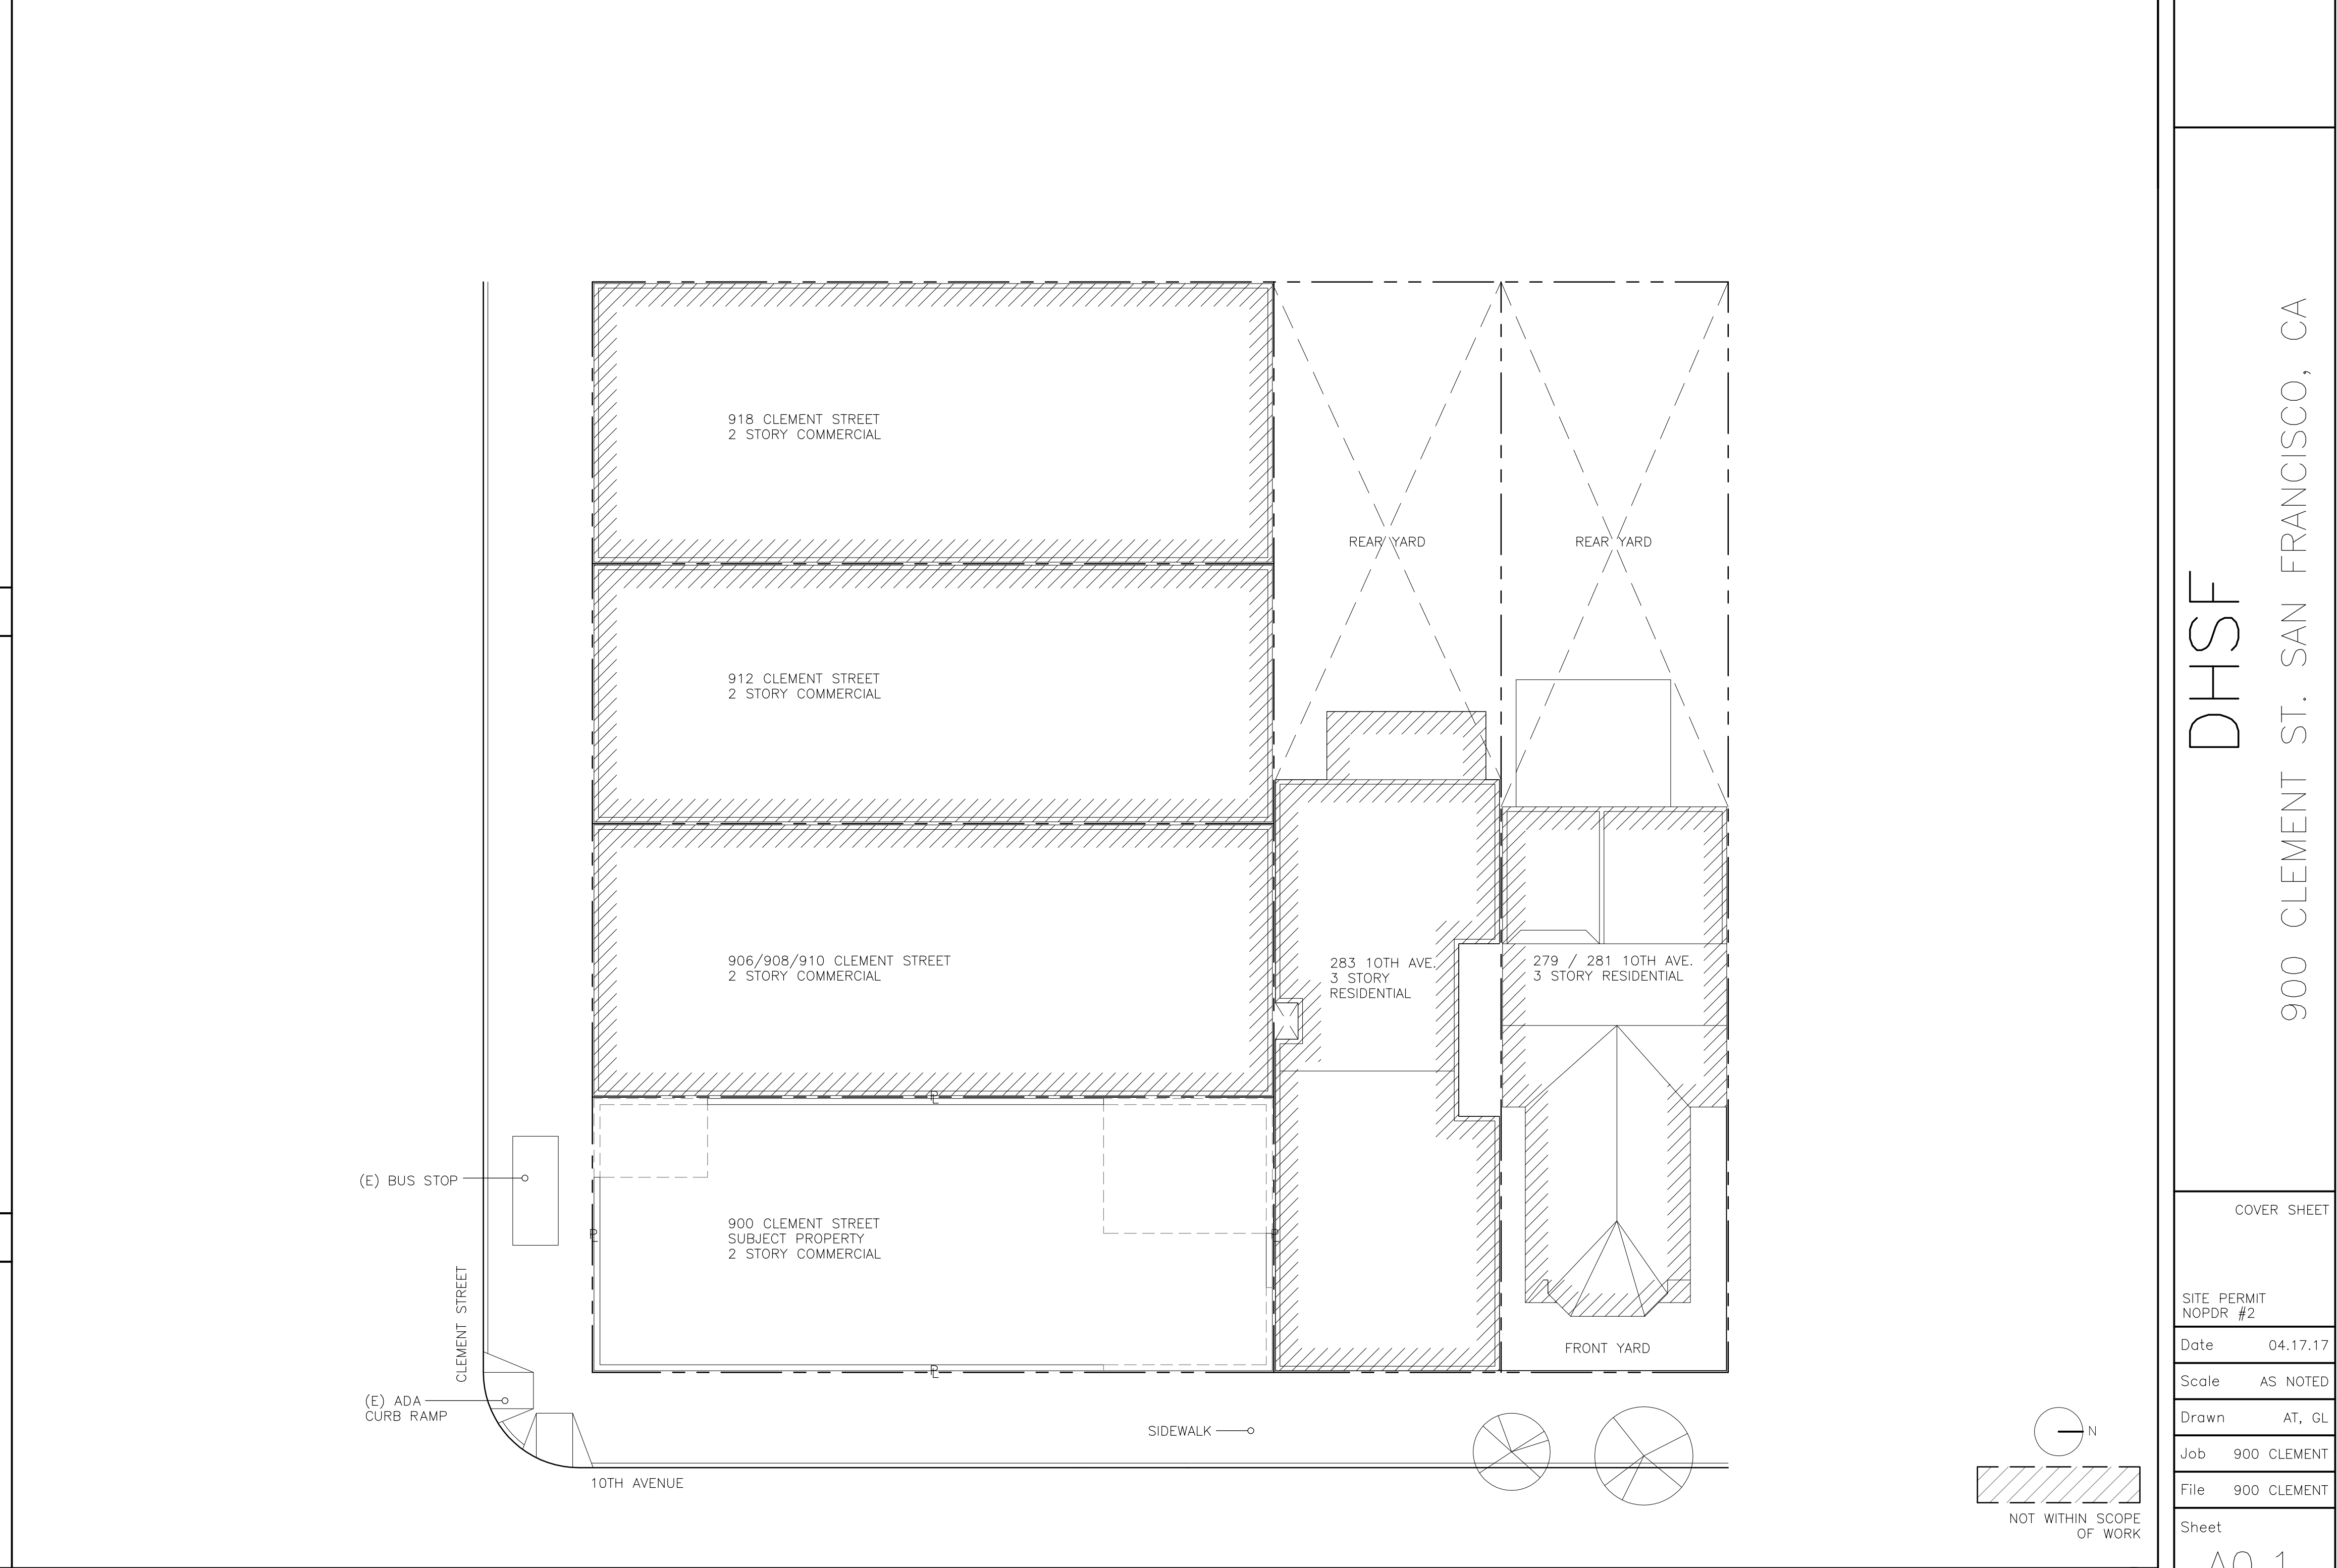 918 CLEMENT STREET
2 STORY COMMERCIAL
REAR YARD
REAR YARD
912 CLEMENT STREET
2 STORY COMMERCIAL
906/908/910 CLEMENT STREET
2 STORY COMMERCIAL
283 10TH AVE.
3 STORY
RESIDENTIAL
279 / 281 10TH AVE.
3 STORY RESIDENTIAL
PL
(E) BUS STOP
900 CLEMENT STREET
SUBJECT PROPERTY
2 STORY COMMERCIAL
PL
PL
CLEMENT STREET
FRONT YARD
PL
(E) ADA
CURB RAMP
SIDEWALK
10TH AVENUE
N
NOT WITHIN SCOPE
OF WORK
DHSF
900 CLEMENT ST. SAN FRANCISCO, CA
COVER SHEET
SITE PERMIT
NOPDR #2
Date 04.17.17
Scale AS NOTED
Drawn AT, GL
Job 900 CLEMENT
File 900 CLEMENT
Sheet